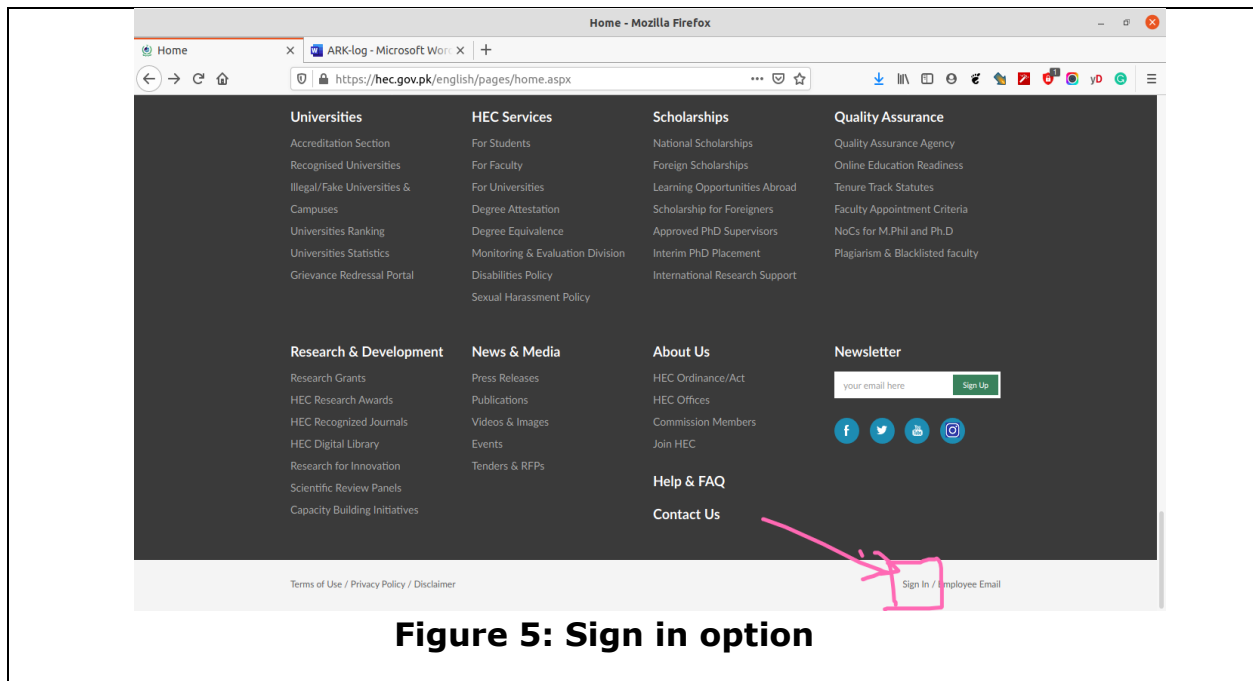 Home - Mozilla Firefox
Home
ARK-log - Microsoft Word
https://hec.gov.pk/english/pages/home.aspx
Universities
Accreditation Section
Recognised Universities
Illegal/Fake Universities &
Campuses
Universities Ranking
Universities Statistics
Grievance Redressal Portal
HEC Services
For Students
For Faculty
For Universities
Degree Attestation
Degree Equivalence
Monitoring & Evaluation Division
Disabilities Policy
Sexual Harassment Policy
Scholarships
National Scholarships
Foreign Scholarships
Learning Opportunities Abroad
Scholarship for Foreigners
Approved PhD Supervisors
Interim PhD Placement
International Research Support
Quality Assurance
Quality Assurance Agency
Online Education Readiness
Tenure Track Statutes
Faculty Appointment Criteria
NoCs for M.Phil and Ph.D
Plagiarism & Blacklisted faculty
Research & Development
Research Grants
HEC Research Awards
HEC Recognized Journals
HEC Digital Library
Research for Innovation
Scientific Review Panels
Capacity Building Initiatives
News & Media
Press Releases
Publications
Videos & Images
Events
Tenders & RFPs
About Us
HEC Ordinance/Act
HEC Offices
Commission Members
Join HEC
Help & FAQ
Contact Us
Newsletter
your email here
Sign Up
Terms of Use / Privacy Policy / Disclaimer
Sign In / Employee Email
Figure 5: Sign in option